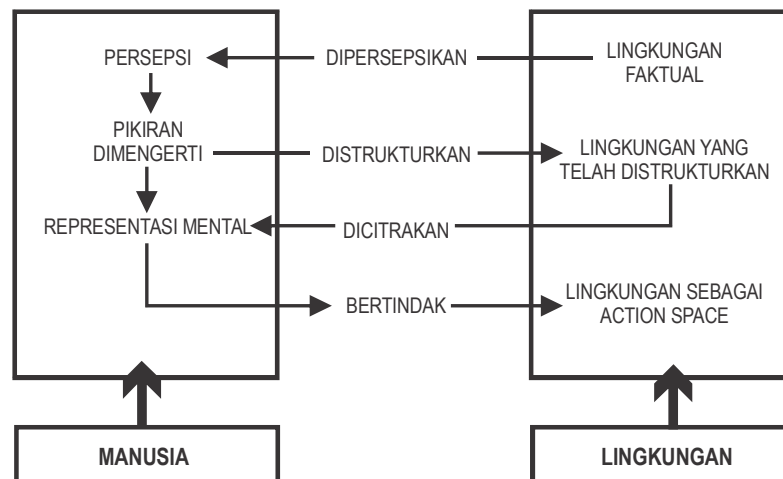 PERSEPSI
DIPERSEPSIKAN
LINGKUNGAN
FAKTUAL
PIKIRAN
DIMENGERTI
DISTRUKTURKAN
LINGKUNGAN YANG
TELAH DISTRUKTURKAN
REPRESENTASI MENTAL
DICITRAKAN
BERTINDAK
LINGKUNGAN SEBAGAI
ACTION SPACE
MANUSIA
LINGKUNGAN